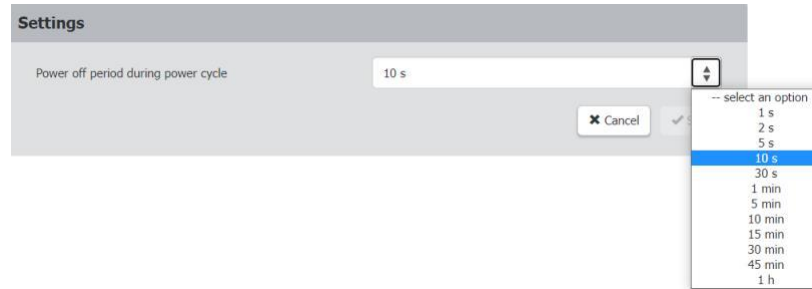 Settings
Power off period during power cycle
10 s
Cancel
-- select an option
1 s
2 s
5 s
10 s
30 s
1 min
5 min
10 min
15 min
30 min
45 min
1 h